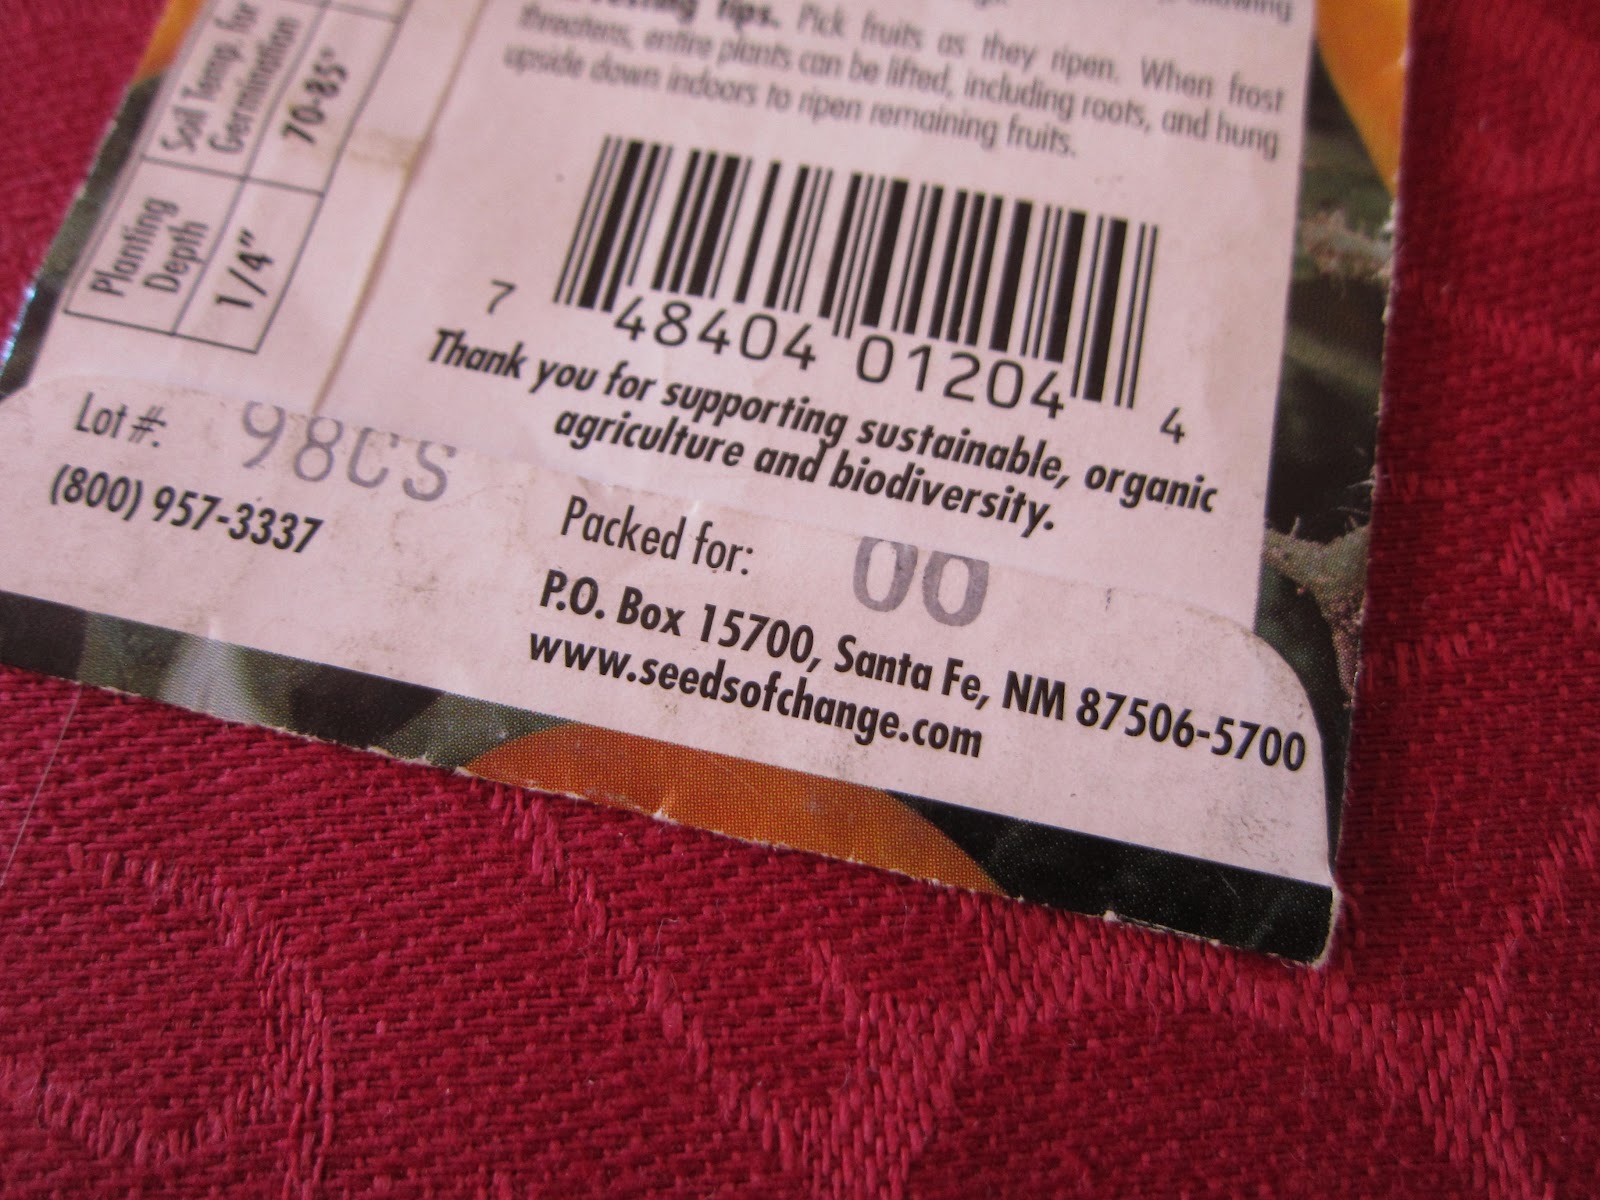 tips. Pick fruits as they ripen. When frost
threatens, entire plants can be lifted, including roots, and hung
upside down indoors to ripen remaining fruits.
Soil Temp. for
Germination
70-85°
Planting
Depth
1/4"
7 48404 01204 4
Thank you for supporting sustainable, organic
agriculture and biodiversity.
Lot #: 98CS
Packed for: 00
(800) 957-3337
P.O. Box 15700, Santa Fe, NM 87506-5700
www.seedsofchange.com